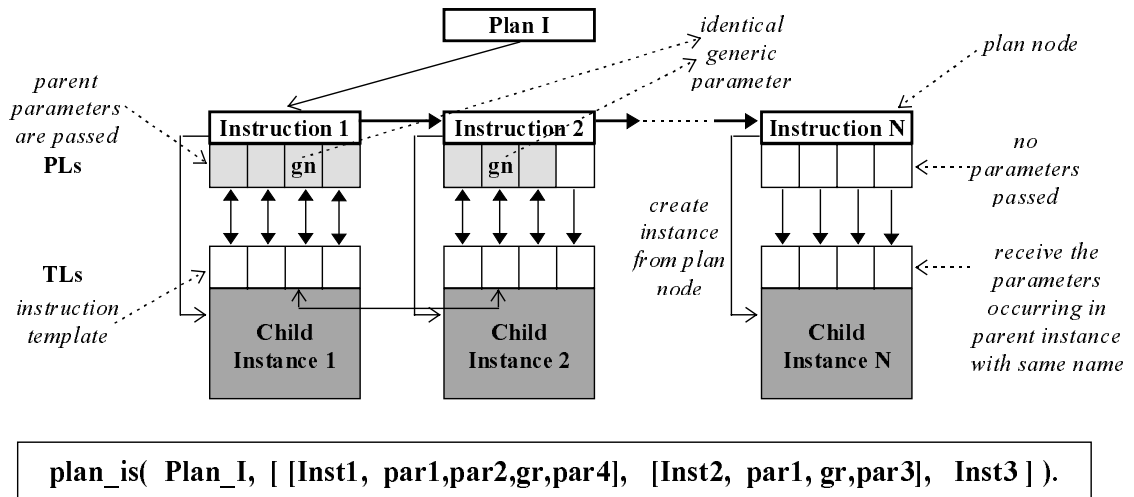 Plan I
identical
generic
parameter
plan node
parent
parameters
are passed
Instruction 1
Instruction 2
Instruction N
PLs
gn
gn
no
parameters
passed
create
instance
from plan
node
TLs
instruction
template
receive the
parameters
occurring in
parent instance
with same name
Child
Instance 1
Child
Instance 2
Child
Instance N
plan_is( Plan_I, [ [Inst1, par1,par2,gr,par4], [Inst2, par1, gr,par3], Inst3 ] ).